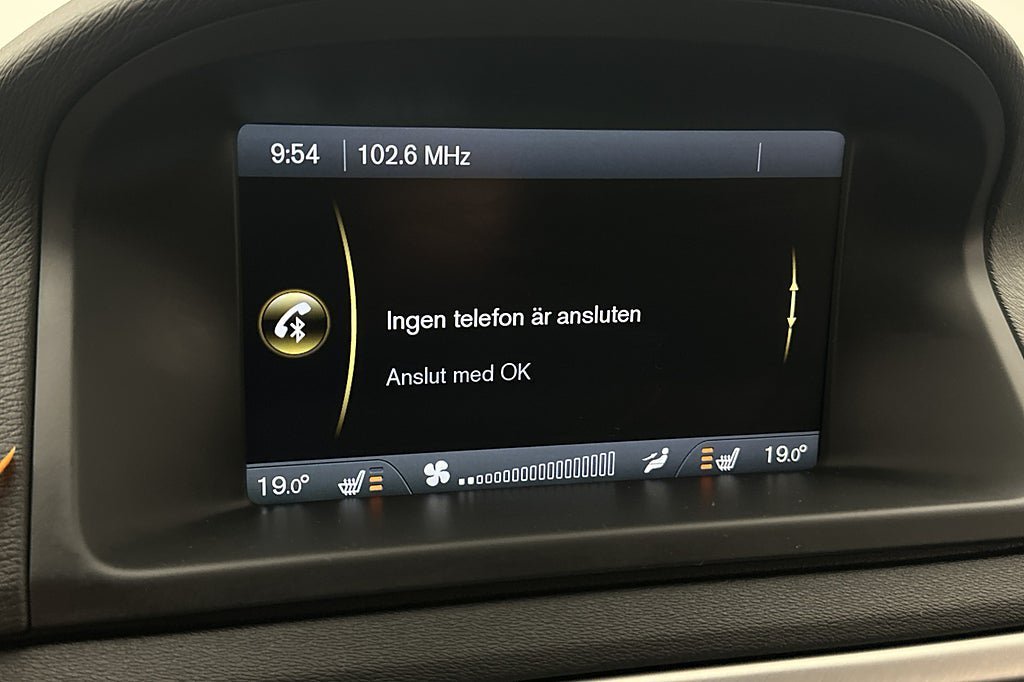 9:54 102.6 MHz
Ingen telefon är ansluten
Anslut med OK
19.0° 19.0°